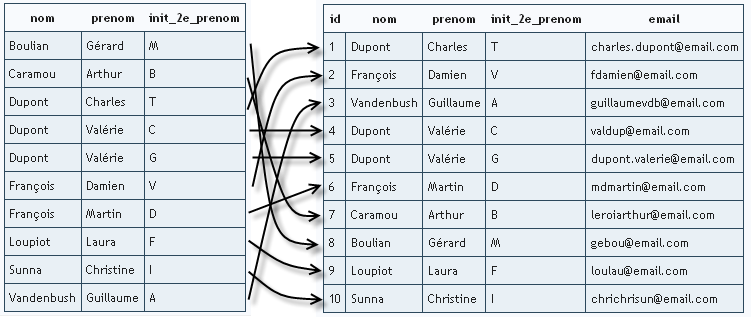 nom prenom init_2e_prenom
Boulian Gérard M
Caramou Arthur B
Dupont Charles T
Dupont Valérie C
Dupont Valérie G
François Damien V
François Martin D
Loupiot Laura F
Sunna Christine I
Vandenbush Guillaume A
id nom prenom init_2e_prenom email
1 Dupont Charles T charles.dupont@email.com
2 François Damien V fdamien@email.com
3 Vandenbush Guillaume A guillaumevdb@email.com
4 Dupont Valérie C valdup@email.com
5 Dupont Valérie G dupont.valerie@email.com
6 François Martin D mdmartin@email.com
7 Caramou Arthur B leroiarthur@email.com
8 Boulian Gérard M gebou@email.com
9 Loupiot Laura F loulau@email.com
10 Sunna Christine I chrichrisun@email.com